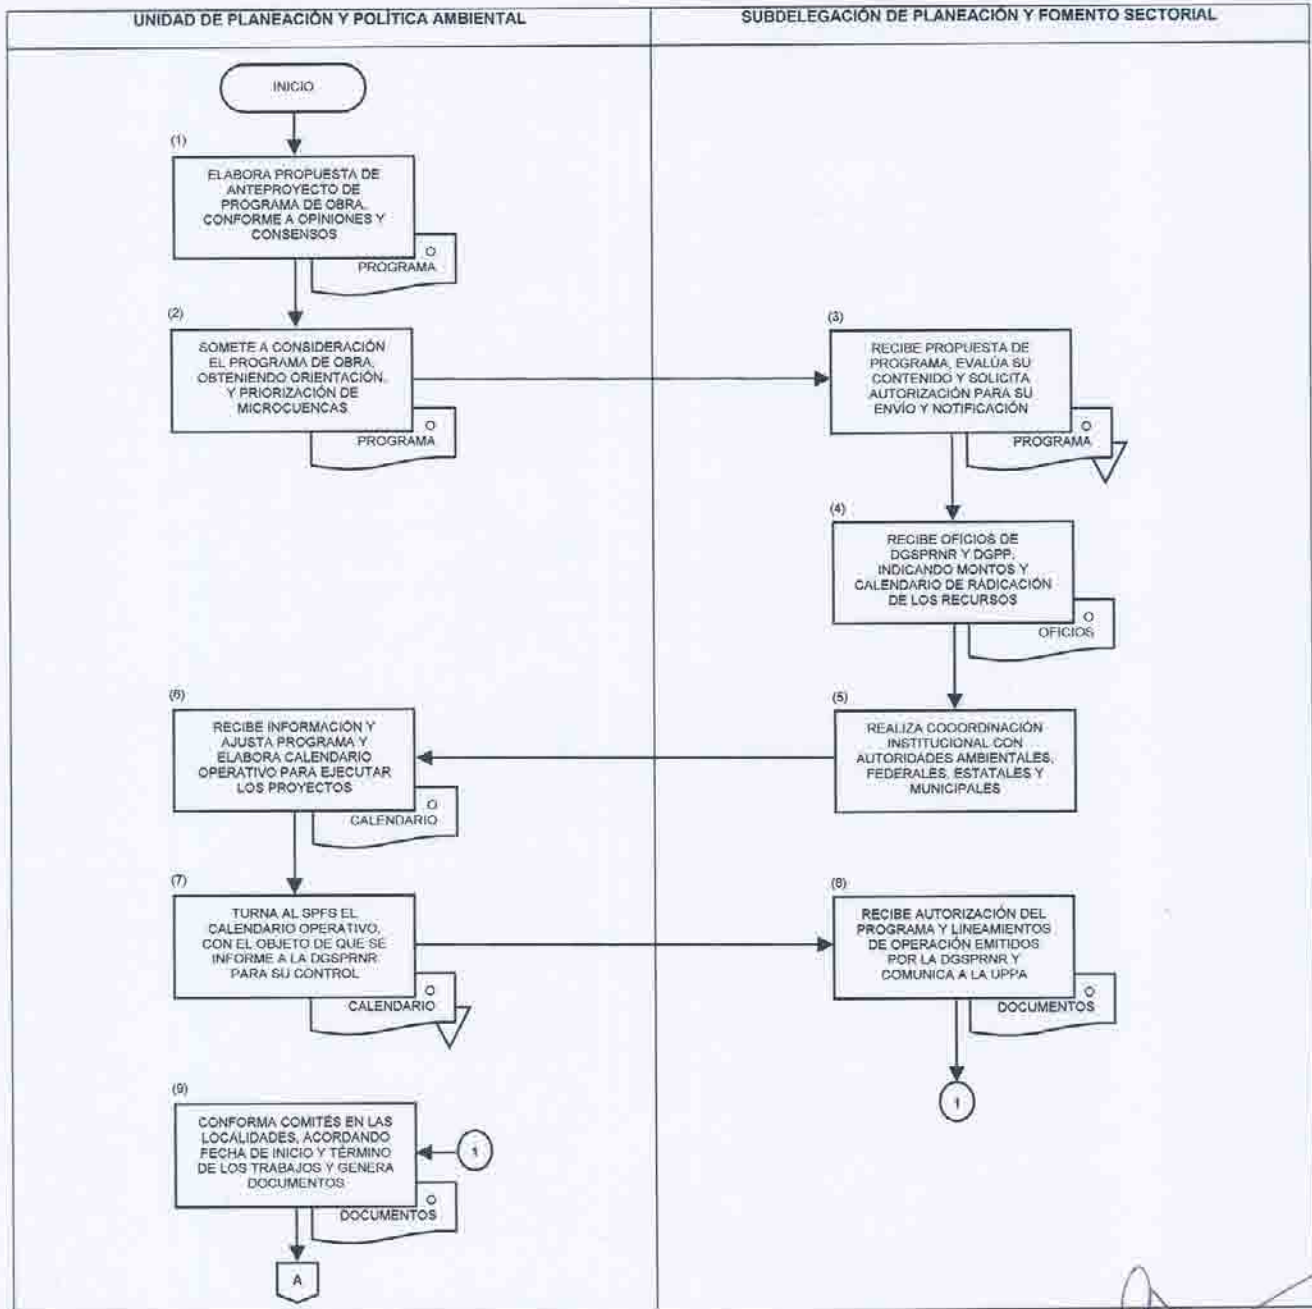 UNIDAD DE PLANEACIÓN Y POLÍTICA AMBIENTAL
SUBDELEGACIÓN DE PLANEACIÓN Y FOMENTO SECTORIAL
INICIO
(1)
ELABORA PROPUESTA DE
ANTEPROYECTO DE
PROGRAMA DE OBRA,
CONFORME A OPINIONES Y
CONSENSOS
O
PROGRAMA
(2)
SOMETE A CONSIDERACIÓN
EL PROGRAMA DE OBRA,
OBTENIENDO ORIENTACIÓN,
Y PRIORIZACIÓN DE
MICROCUENCAS
O
PROGRAMA
(3)
RECIBE PROPUESTA DE
PROGRAMA, EVALÚA SU
CONTENIDO Y SOLICITA
AUTORIZACIÓN PARA SU
ENVÍO Y NOTIFICACIÓN
O
PROGRAMA
(4)
RECIBE OFICIOS DE
DGSPRNR Y DGPP,
INDICANDO MONTOS Y
CALENDARIO DE RADICACIÓN
DE LOS RECURSOS
O
OFICIOS
(5)
REALIZA COOORDINACIÓN
INSTITUCIONAL CON
AUTORIDADES AMBIENTALES,
FEDERALES, ESTATALES Y
MUNICIPALES
(6)
RECIBE INFORMACIÓN Y
AJUSTA PROGRAMA Y
ELABORA CALENDARIO
OPERATIVO PARA EJECUTAR
LOS PROYECTOS
O
CALENDARIO
(7)
TURNA AL SPFS EL
CALENDARIO OPERATIVO,
CON EL OBJETO DE QUE SE
INFORME A LA DGSPRNR
PARA SU CONTROL
O
CALENDARIO
(8)
RECIBE AUTORIZACIÓN DEL
PROGRAMA Y LINEAMIENTOS
DE OPERACIÓN EMITIDOS
POR LA DGSPRNR Y
COMUNICA A LA UPPA
O
DOCUMENTOS
1
(9)
CONFORMA COMITÉS EN LAS
LOCALIDADES, ACORDANDO
FECHA DE INICIO Y TÉRMINO
DE LOS TRABAJOS Y GENERA
DOCUMENTOS
1
O
DOCUMENTOS
A